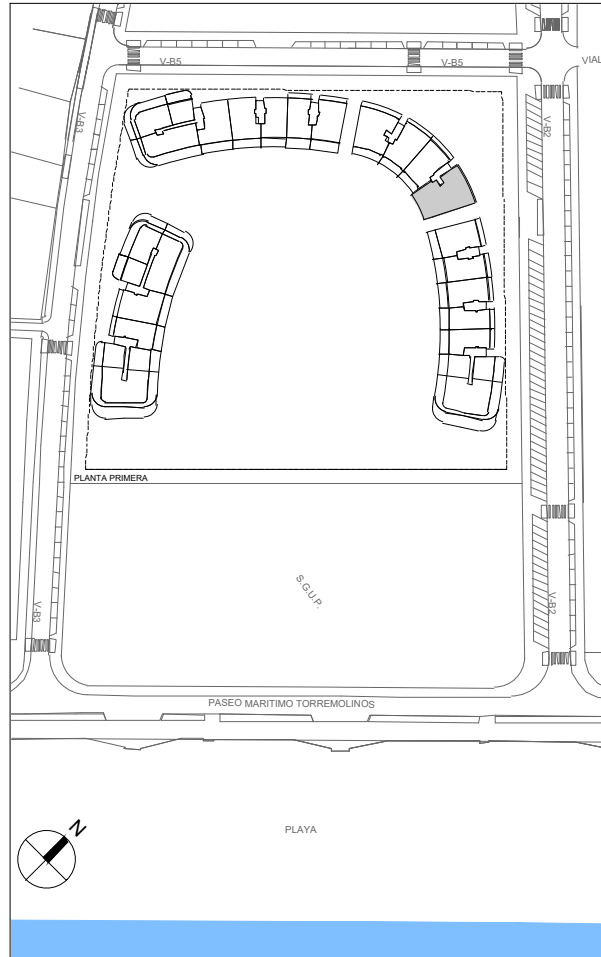 V-B5
V-B5
VIAL
V-B3
V-B2
PLANTA PRIMERA
S.G.U.P.
V-B3
V-B2
PASEO MARITIMO TORREMOLINOS
PLAYA
N